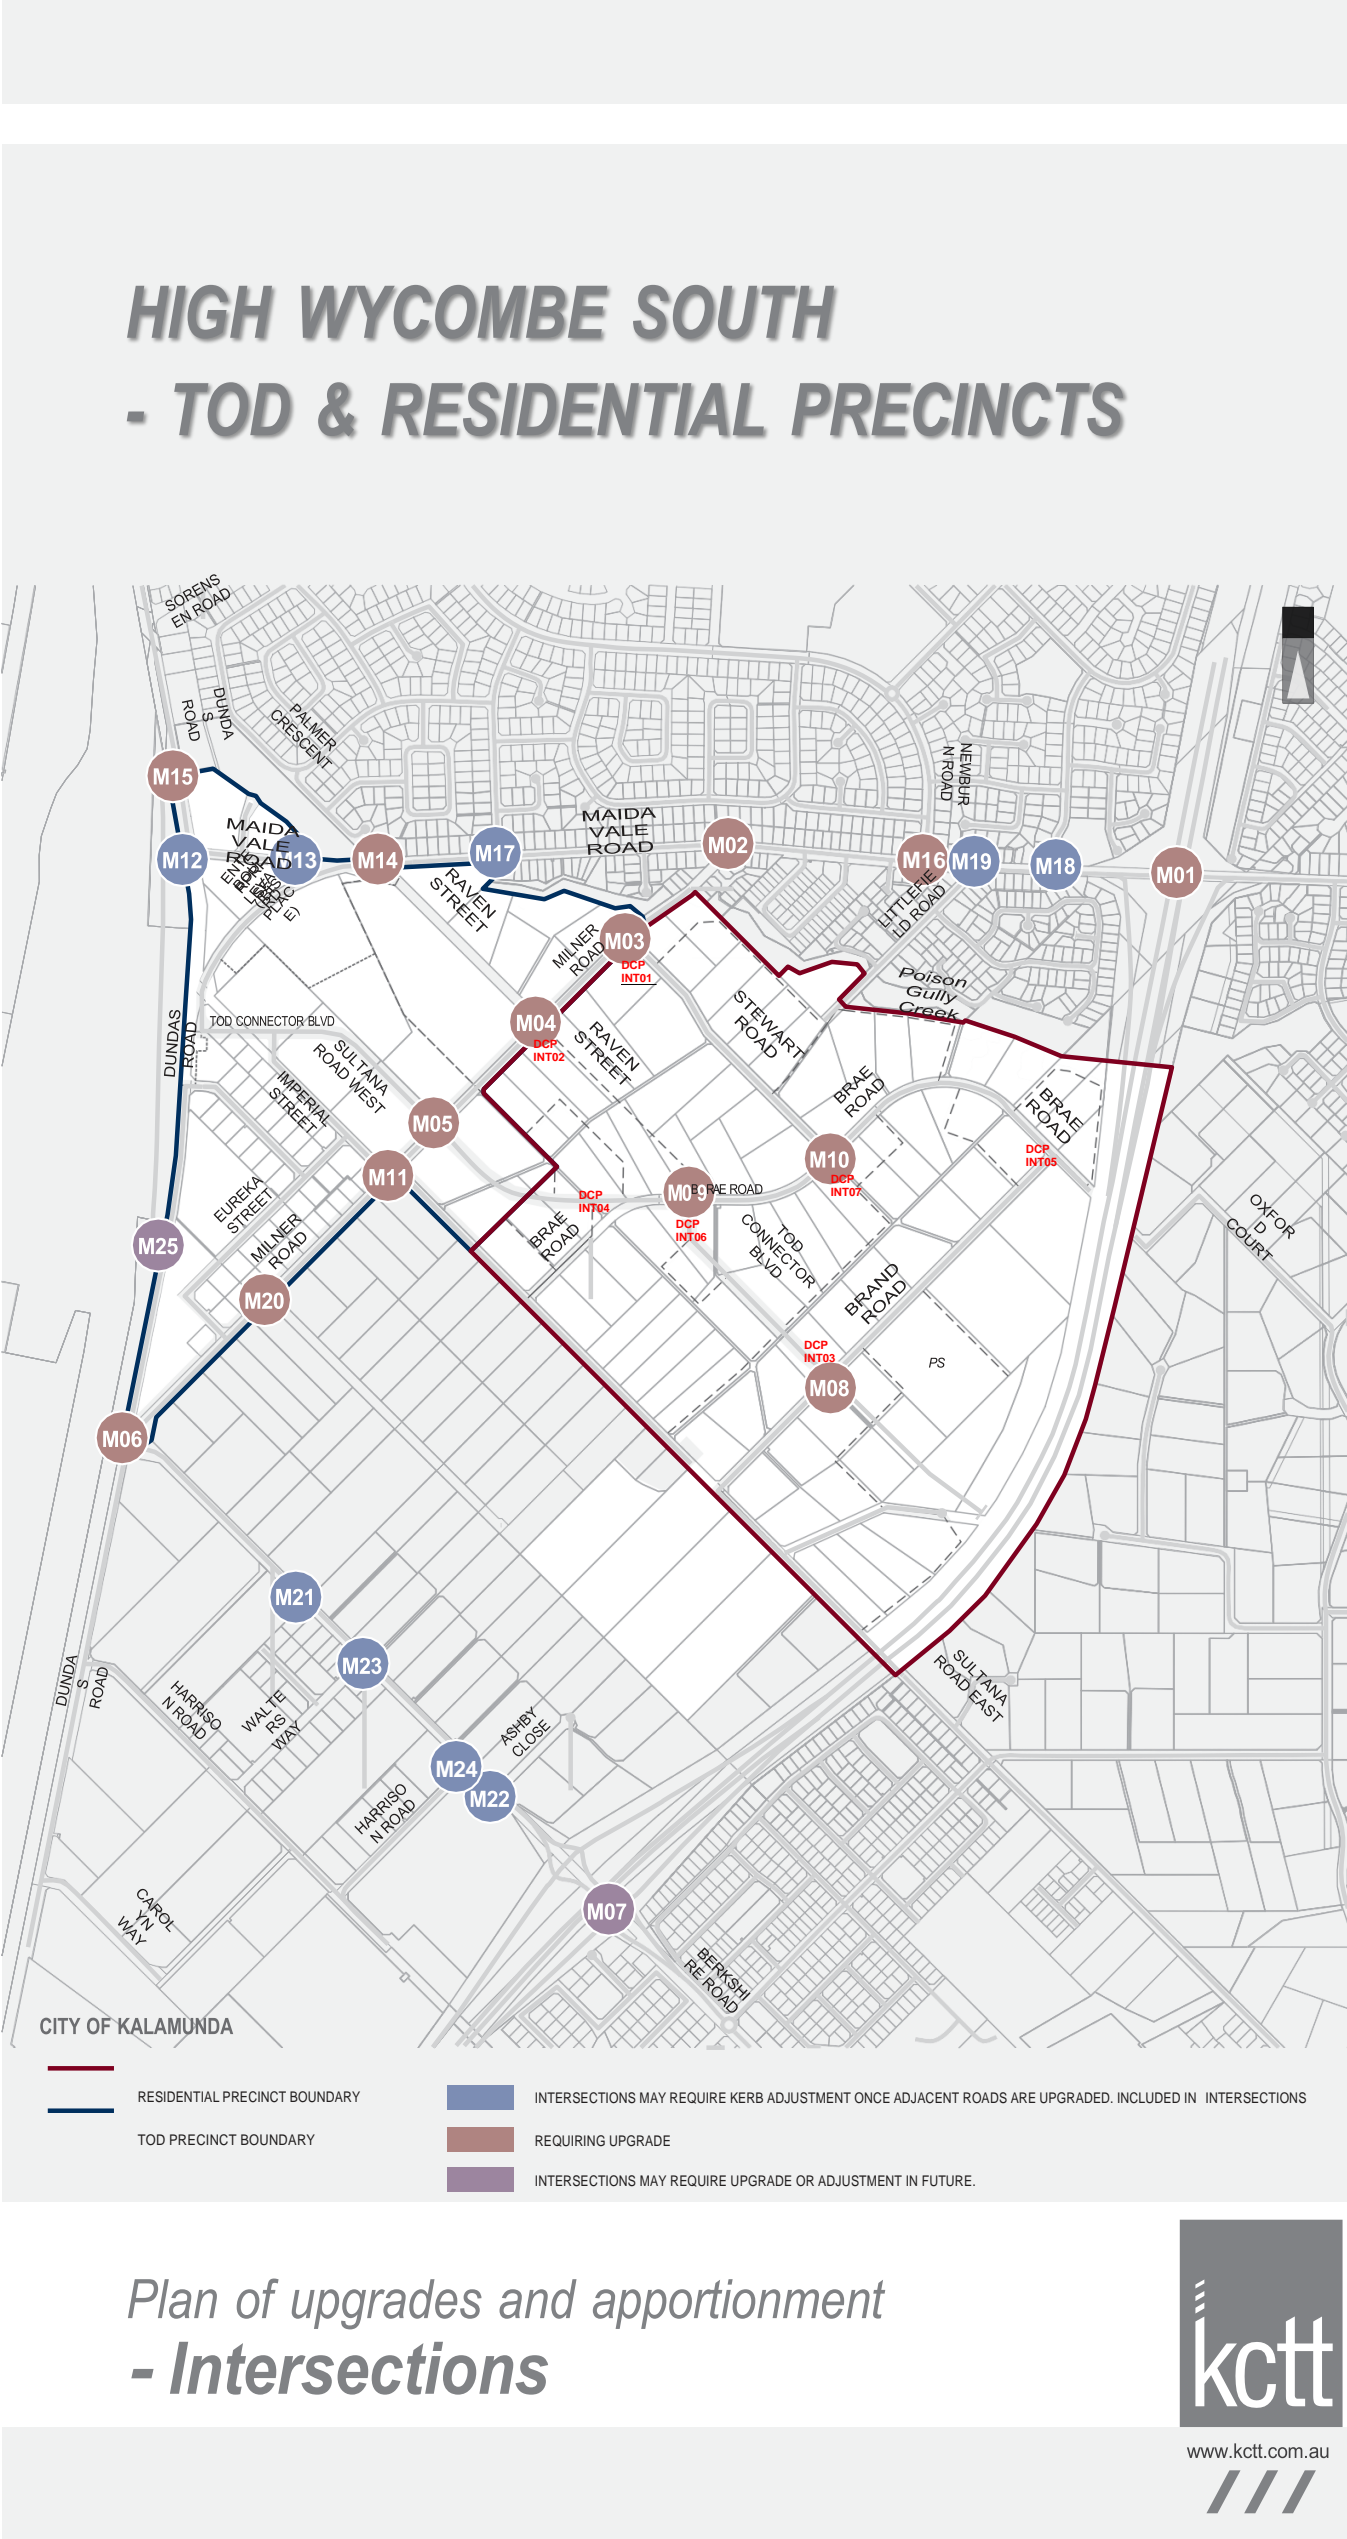 HIGH WYCOMBE SOUTH
- TOD & RESIDENTIAL PRECINCTS
SORENS
EN ROAD
DUNDA
S
ROAD
PALMER
CRESCENT
NEWBUR
N ROAD
M15
MAIDA
VALE
ROAD
MAIDA
VALE
ROAD
M12
M13
M14
M17
M02
M16
M19
M18
M01
RAVEN
STREET
LITTLEFIE
LD ROAD
MILNER
ROAD
M03
DCP
INT01
Poison
Gully
Creek
STEWART
ROAD
M04
DCP
INT02
RAVEN
STREET
TOD CONNECTOR BLVD
DUNDAS
ROAD
SULTANA
ROAD WEST
IMPERIAL
STREET
BRAE
ROAD
BRAE
ROAD
M05
M10
DCP
INT07
DCP
INT05
M11
M09
BRAE ROAD
DCP
INT04
DCP
INT06
EUREKA
STREET
MILNER
ROAD
BRAE
ROAD
TOD
CONNECTOR
BLVD
OXFOR
D
COURT
M25
M20
BRAND
ROAD
DCP
INT03
PS
M08
M06
M21
M23
DUNDA
S
ROAD
HARRISO
N ROAD
WALTE
RS
WAY
ASHBY
CLOSE
SULTANA
ROAD EAST
M24
M22
HARRISO
N ROAD
CAROL
YN
WAY
M07
BERKSHI
RE ROAD
CITY OF KALAMUNDA
RESIDENTIAL PRECINCT BOUNDARY
TOD PRECINCT BOUNDARY
INTERSECTIONS MAY REQUIRE KERB ADJUSTMENT ONCE ADJACENT ROADS ARE UPGRADED. INCLUDED IN INTERSECTIONS
REQUIRING UPGRADE
INTERSECTIONS MAY REQUIRE UPGRADE OR ADJUSTMENT IN FUTURE.
Plan of upgrades and apportionment
- Intersections
kctt
www.kctt.com.au